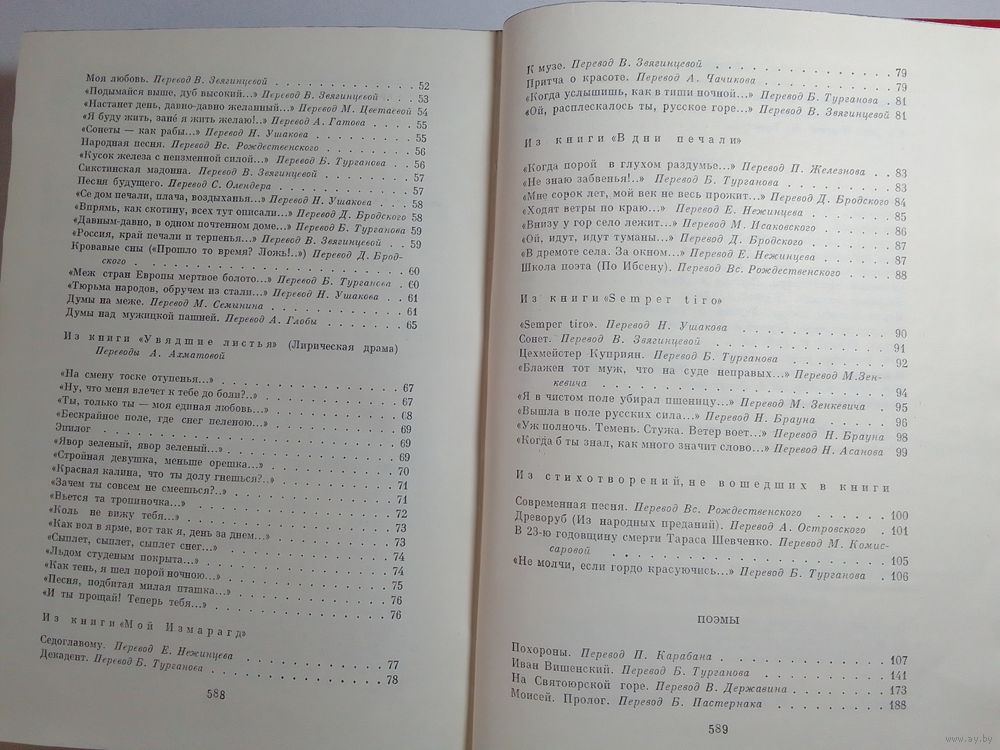 Моя любовь. Перевод В. Звягинцевой . . . . . . . . . . . . 52
«Подымайся выше, дуб высокий...» Перевод В. Звягинцевой . . . 53
«Настанет день, давно-давно желанный...» Перевод М. Цветаевой 54
«Я буду жить, занé я жить желаю!..» Перевод А. Гатова . . . . 55
«Сонеты — как рабы...» Перевод Н. Ушакова . . . . . . . . . 55
Народная песня. Перевод Вс. Рождественского . . . . . . . . 56
«Кусок железа с неизменной силой...» Перевод Б. Турганова . . 56
Сикстинская мадонна. Перевод В. Звягинцевой . . . . . . . . 57
Песня будущего. Перевод С. Олендера . . . . . . . . . . . . 57
«Се дом печали, плача, воздыханья...» Перевод Н. Ушакова . . . 58
«Впрямь, как скотину, всех тут описали...» Перевод Д. Бродского 58
«Давным-давно, в одном почтенном доме...» Перевод Б. Турганова 59
«Россия, край печали и терпенья...» Перевод В. Звягинцевой . . 59
Кровавые сны («Прошло то время? Ложь!..») Перевод Д. Брод-
ского . . . . . . . . . . . . . . . . . . . . . . . . 60
«Меж стран Европы мертвое болото...» Перевод Б. Турганова . 60
«Тюрьма народов, обручем из стали...» Перевод Н. Ушакова . . . 61
Думы на меже. Перевод М. Семынина . . . . . . . . . . . . 61
Думы над мужицкой пашней. Перевод А. Глобы . . . . . . . . 65
Из книги «Увядшие листья» (Лирическая драма)
Переводы А. Ахматовой
«На смену тоске отупенья...» . . . . . . . . . . . . . . . 67
«Ну, что меня влечет к тебе до боли?..» . . . . . . . . . . 67
«Ты, только ты — моя единая любовь...» . . . . . . . . . . 68
«Бескрайное поле, где снег пеленою...» . . . . . . . . . . 69
Эпилог . . . . . . . . . . . . . . . . . . . . . . . . . 69
«Явор зеленый, явор зеленый...» . . . . . . . . . . . . . 69
«Стройная девушка, меньше орешка...» . . . . . . . . . . . 70
«Красная калина, что ты долу гнешься?..» . . . . . . . . . 71
«Зачем ты совсем не смеешься?..» . . . . . . . . . . . . . 71
«Вьется та тропиночка...» . . . . . . . . . . . . . . . . 72
«Коль не вижу тебя...» . . . . . . . . . . . . . . . . . 73
«Как вол в ярме, вот так я, день за днем...» . . . . . . . . 73
«Сыплет, сыплет, сыплет снег...» . . . . . . . . . . . . . 74
«Льдом студеным покрыта...» . . . . . . . . . . . . . . . 74
«Как тень, я шел порой ночною...» . . . . . . . . . . . . . 75
«Песня, подбитая милая пташка...» . . . . . . . . . . . . . 76
«И ты прощай! Теперь тебя...» . . . . . . . . . . . . . . 76
Из книги «Мой Измарагд»
Седоглавому. Перевод Е. Нежинцева . . . . . . . . . . . . 77
Декадент. Перевод Б. Турганова . . . . . . . . . . . . . . 78
588
К музе. Перевод В. Звягинцевой . . . . . . . . . . . . . . 79
Притча о красоте. Перевод А. Чачикова . . . . . . . . . . . 79
«Когда услышишь, как в тиши ночной...» Перевод Б. Турганова . 81
«Ой, расплескалось ты, русское горе...» Перевод В. Звягинцевой 81
Из книги «В дни печали»
«Когда порой в глухом раздумье...» Перевод П. Железнова . . 83
«Не знаю забвенья!..» Перевод Б. Турганова . . . . . . . . . 83
«Мне сорок лет, мой век не весь прожит...» Перевод Д. Бродского 84
«Ходят ветры по краю...» Перевод Е. Нежинцева . . . . . . . 85
«Внизу у гор село лежит...» Перевод М. Исаковского . . . . . 86
«Ой, идут, идут туманы...» Перевод Д. Бродского . . . . . . 87
«В дремоте села. За окном...» Перевод Е. Нежинцева . . . . . 87
Школа поэта (По Ибсену). Перевод Вс. Рождественского . . . . 88
Из книги «Semper tiro»
«Semper tiro». Перевод Н. Ушакова . . . . . . . . . . . . 90
Сонет. Перевод В. Звягинцевой . . . . . . . . . . . . . . 91
Цехмейстер Куприян. Перевод Б. Турганова . . . . . . . . . 92
«Блажен тот муж, что на суде неправых...» Перевод М.Зен-
кевича . . . . . . . . . . . . . . . . . . . . . . . . 94
«Я в чистом поле убирал пшеницу...» Перевод М. Зенкевича . 95
«Вышла в поле русских сила...» Перевод Н. Брауна . . . . . . 96
«Уж полночь. Темень. Стужа. Ветер воет...» Перевод Н. Брауна 98
«Когда б ты знал, как много значит слово...» Перевод Н. Асанова 99
Из стихотворений, не вошедших в книги
Современная песня. Перевод Вс. Рождественского . . . . . . 100
Древоруб (Из народных преданий). Перевод А. Островского . 101
В 23-ю годовщину смерти Тараса Шевченко. Перевод М. Комис-
саровой . . . . . . . . . . . . . . . . . . . . . . . 105
«Не молчи, если гордо красуючись...» Перевод Б. Турганова . 106
ПОЭМЫ
Похороны. Перевод П. Карабана . . . . . . . . . . . . . . 107
Иван Вишенский. Перевод Б. Турганова . . . . . . . . . . . 141
На Святоюрской горе. Перевод В. Державина . . . . . . . . . 173
Моисей. Пролог. Перевод Б. Пастернака . . . . . . . . . . . 188
589
www.ay.by